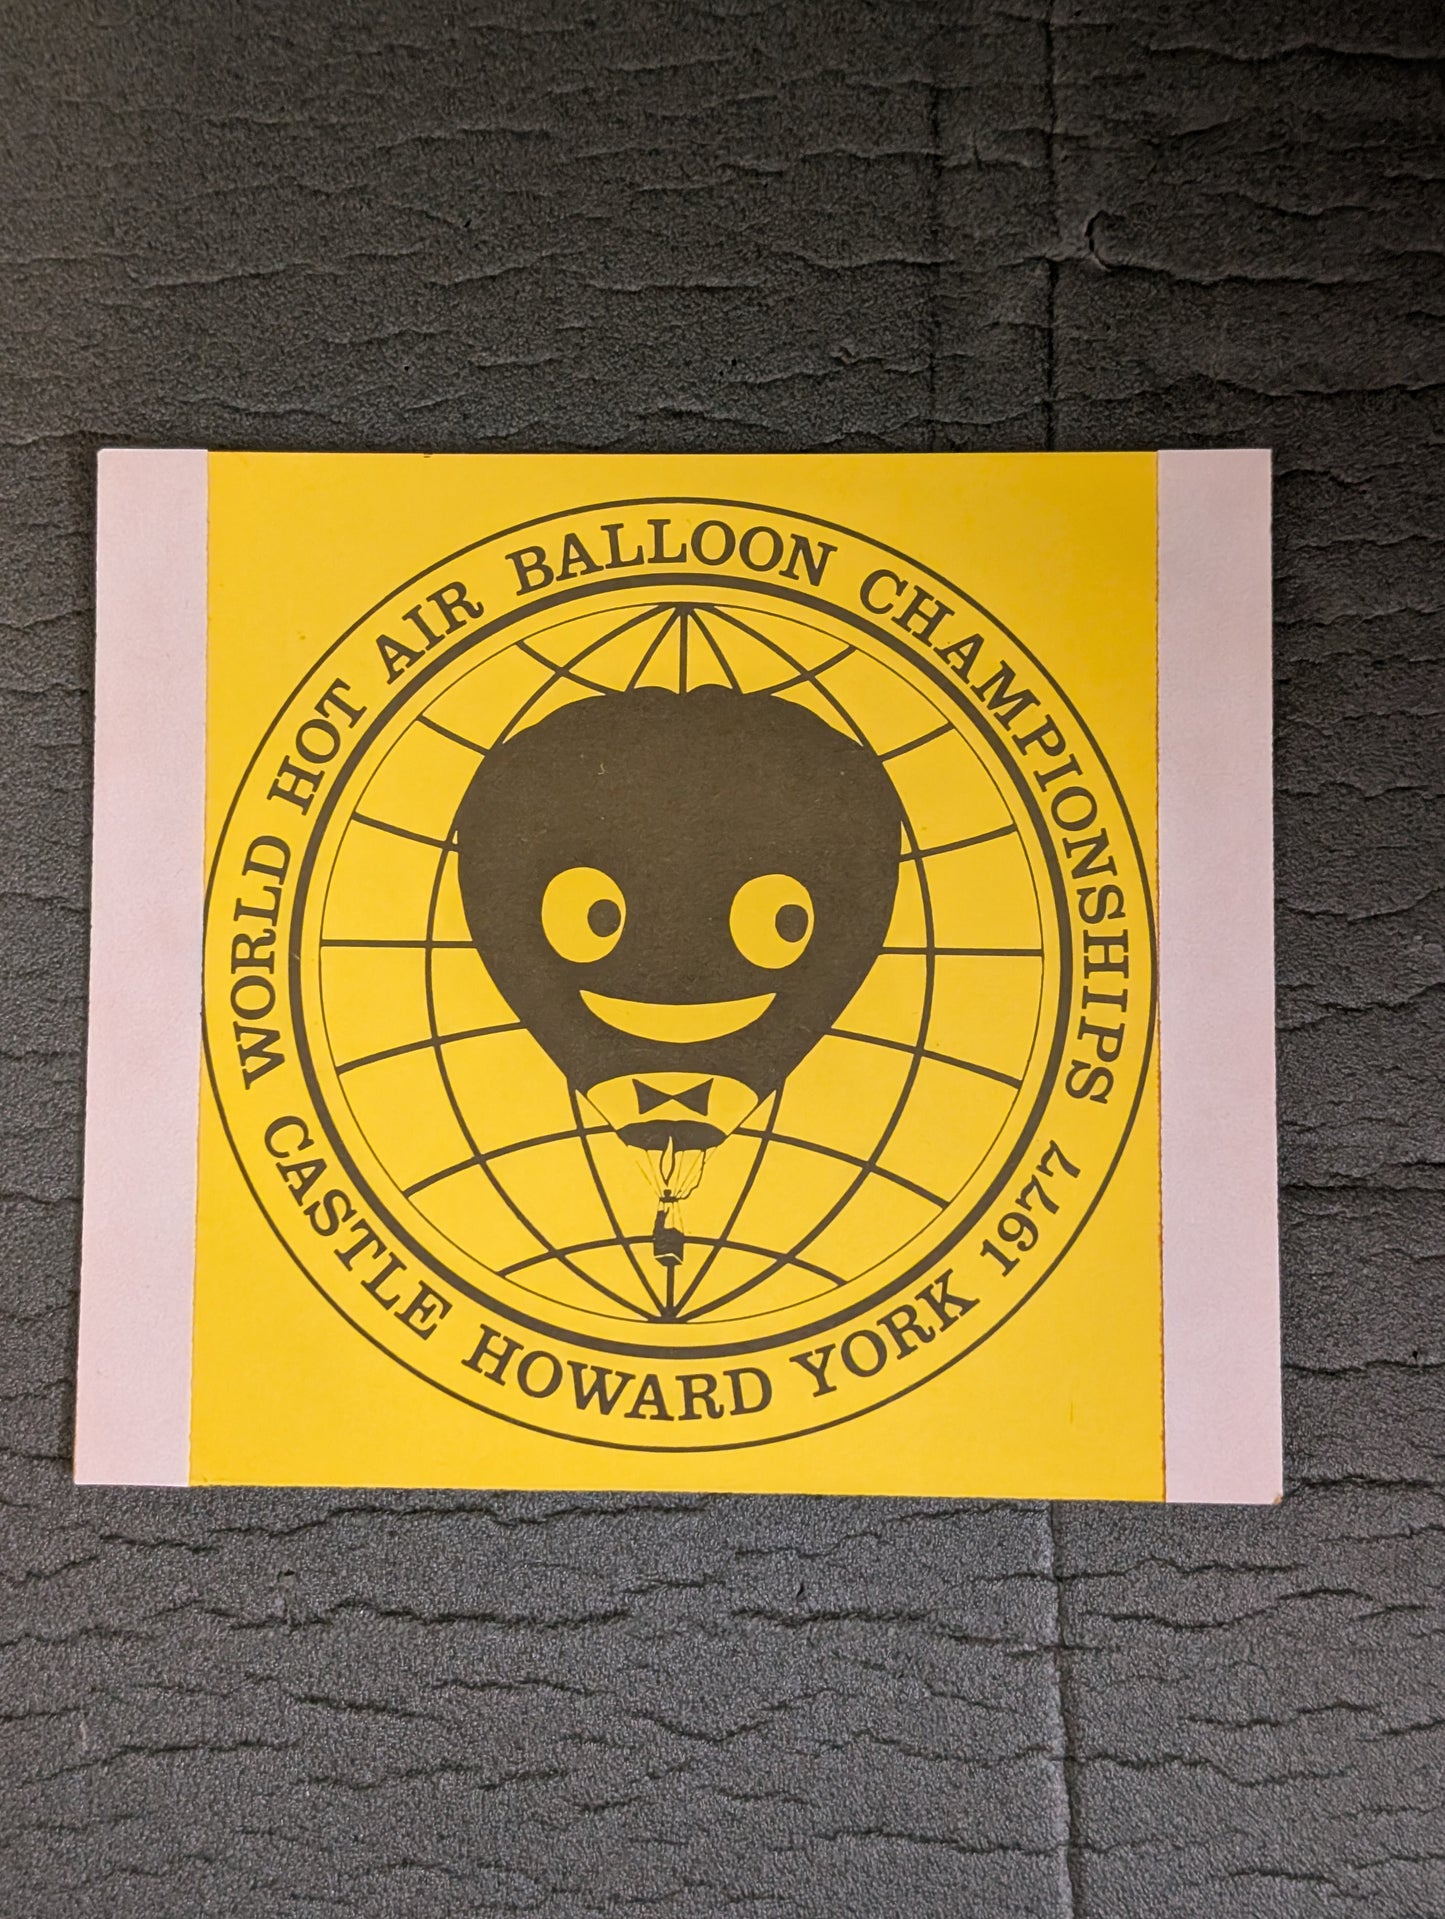 WORLD HOT AIR BALLOON CHAMPIONSHIPS
CASTLE HOWARD YORK 1977